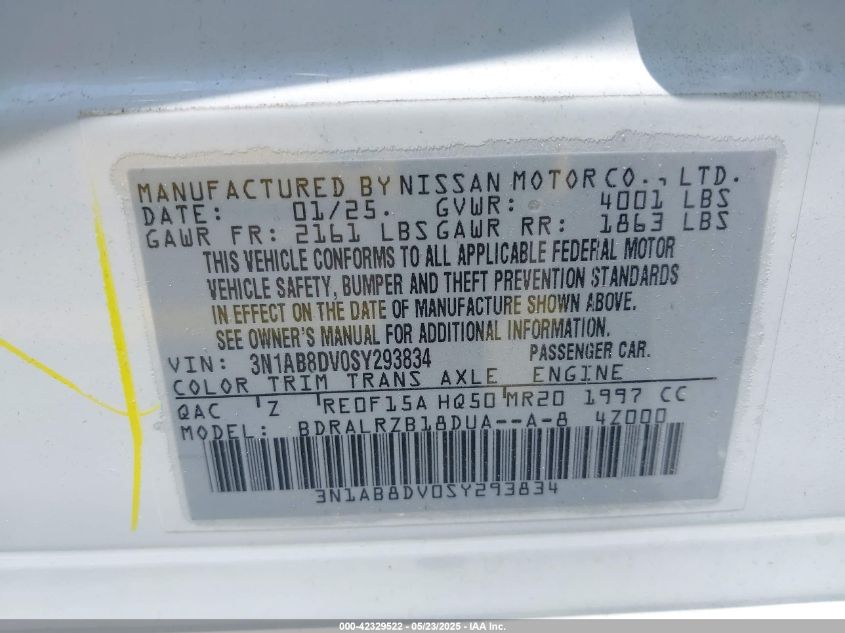 MANUFACTURED BY NISSAN MOTOR CO., LTD.
DATE: 01/25. GVWR: 4001 LBS
GAWR FR: 2161 LBS GAWR RR: 1863 LBS
THIS VEHICLE CONFORMS TO ALL APPLICABLE FEDERAL MOTOR
VEHICLE SAFETY, BUMPER AND THEFT PREVENTION STANDARDS
IN EFFECT ON THE DATE OF MANUFACTURE SHOWN ABOVE.
SEE OWNER'S MANUAL FOR ADDITIONAL INFORMATION.
VIN: 3N1AB8DV0SY293834 PASSENGER CAR.
COLOR TRIM TRANS AXLE ENGINE
QAC Z RE0F15A HQ50 MR20 1997 CC
MODEL: BDRALRZB18DUA--A-8 4Z000
3N1AB8DV0SY293834
000-42329522 - 05/23/2025 - IAA Inc.